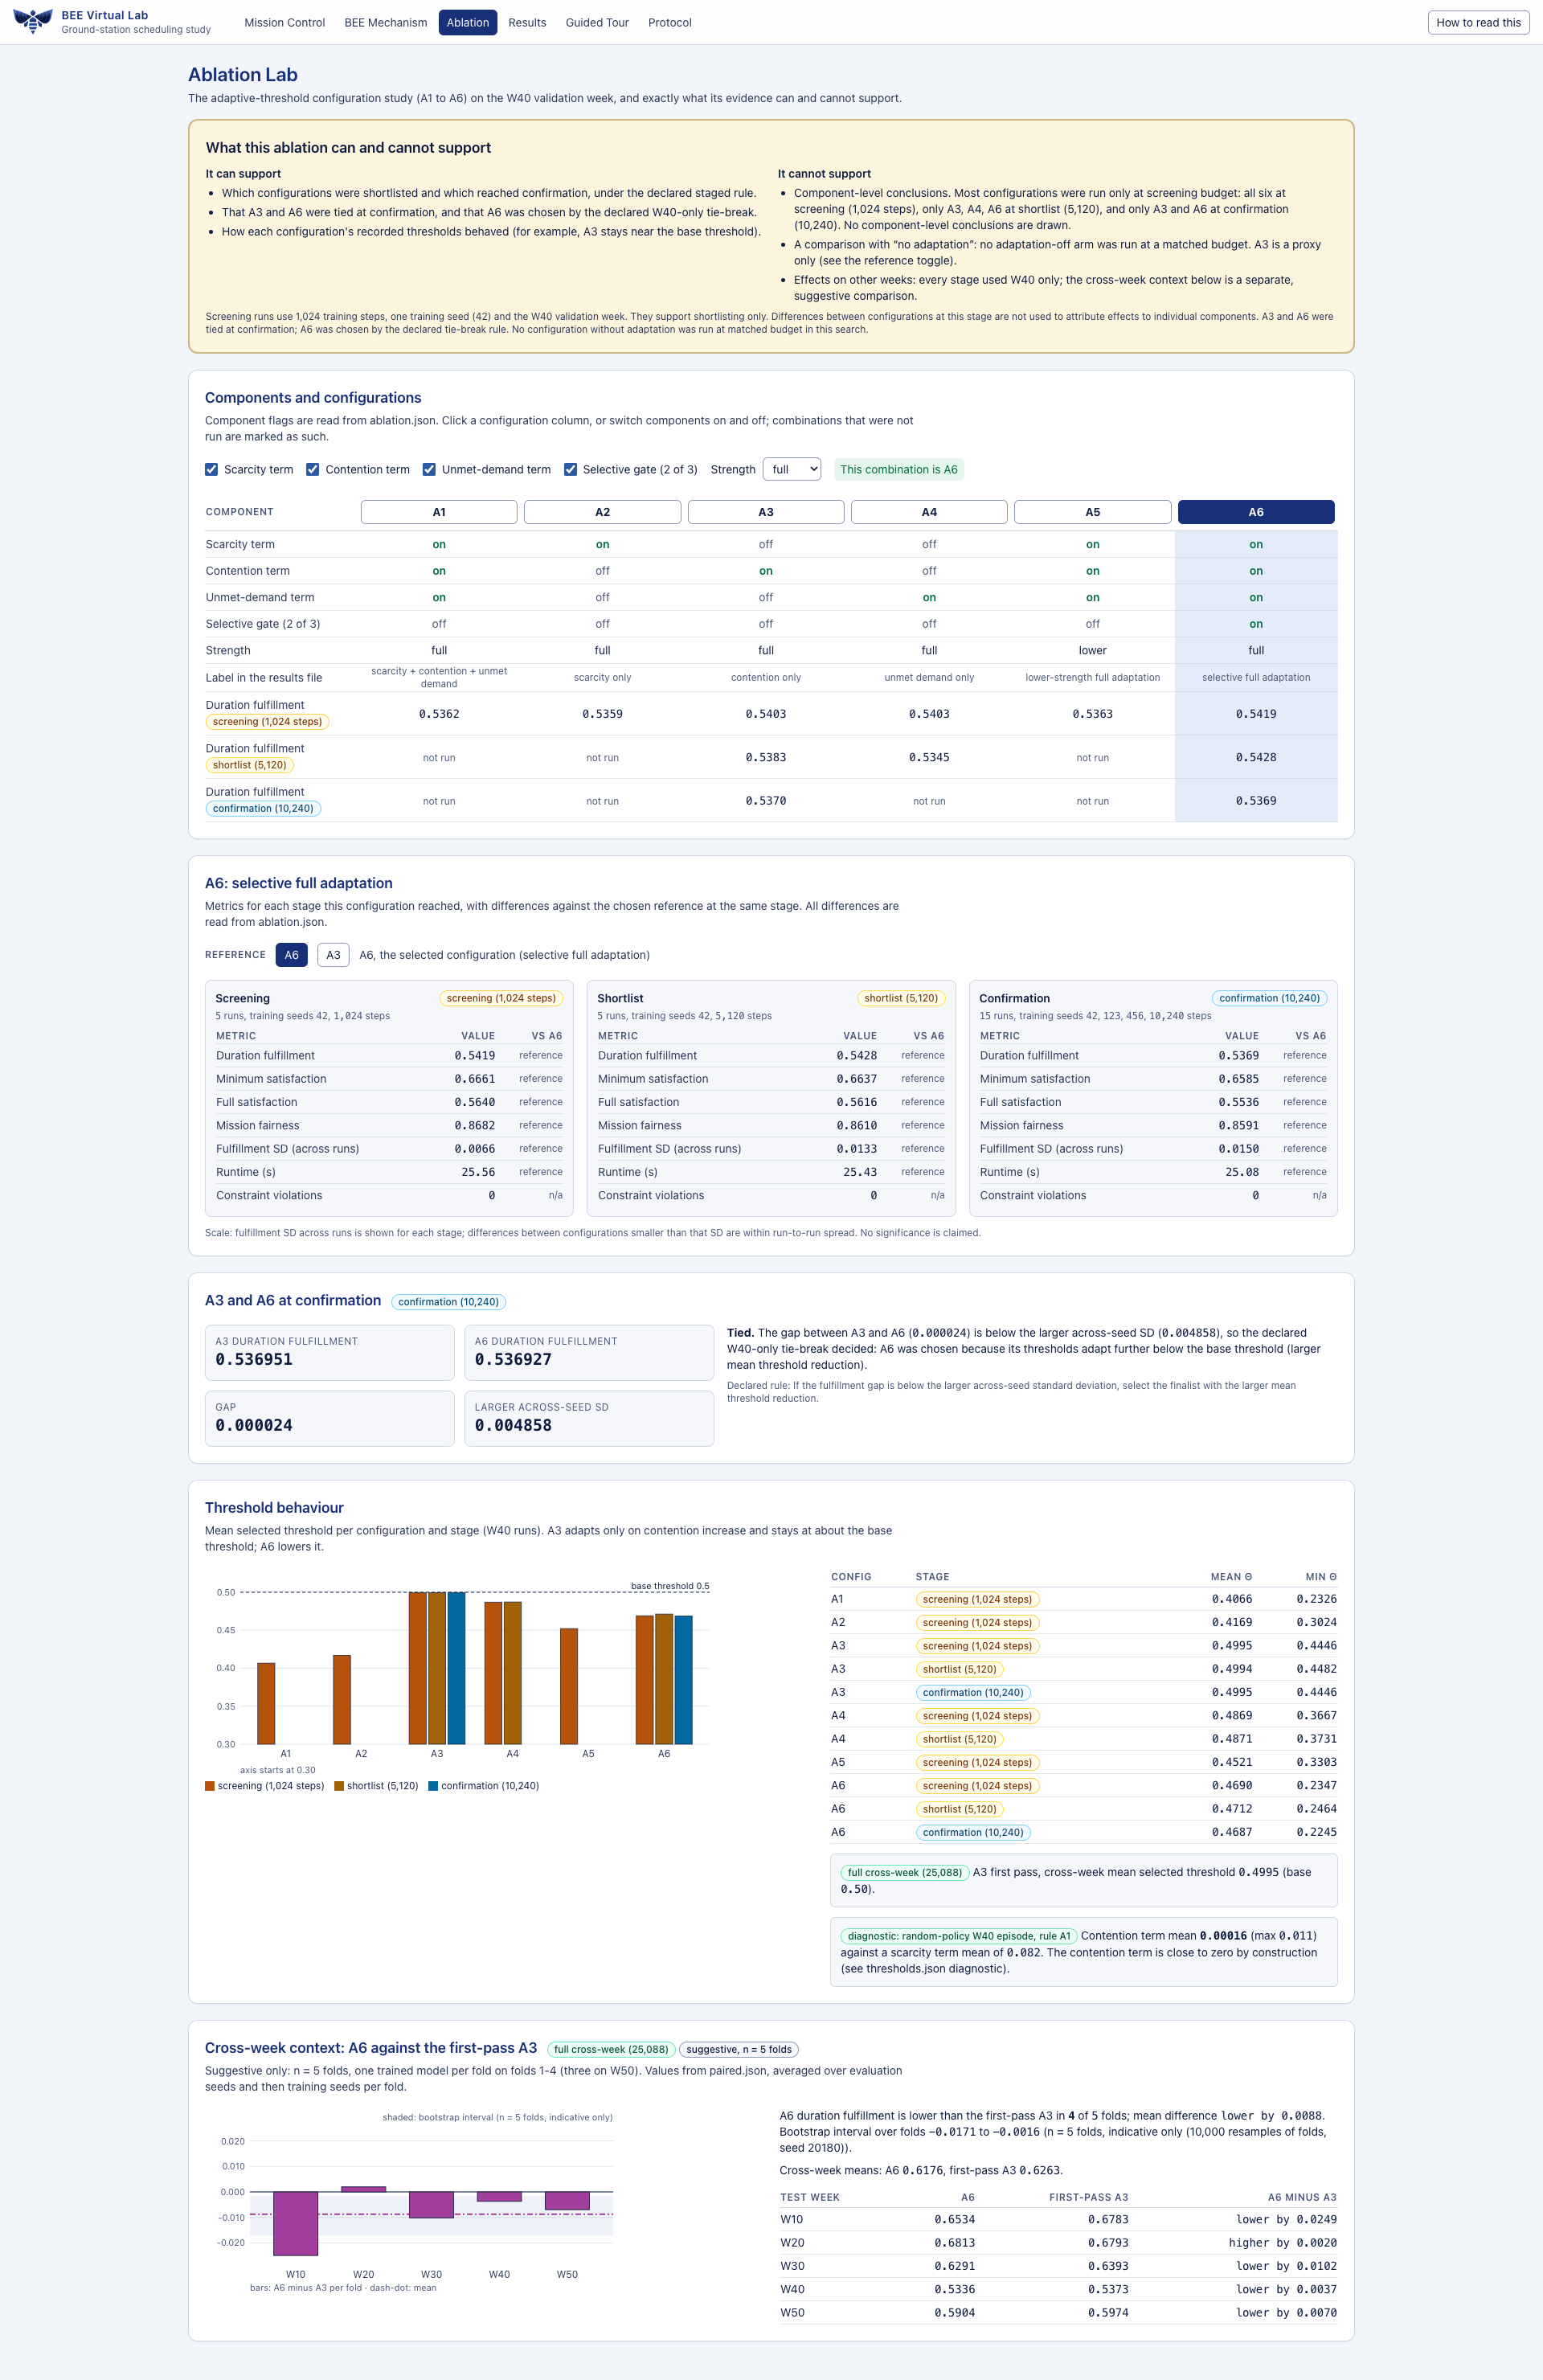 BEE Virtual Lab
Ground-station scheduling study
Mission Control BEE Mechanism Ablation Results Guided Tour Protocol
How to read this
Ablation Lab
The adaptive-threshold configuration study (A1 to A6) on the W40 validation week, and exactly what its evidence can and cannot support.
What this ablation can and cannot support
It can support
Which configurations were shortlisted and which reached confirmation, under the declared staged rule.
That A3 and A6 were tied at confirmation, and that A6 was chosen by the declared W40-only tie-break.
How each configuration's recorded thresholds behaved (for example, A3 stays near the base threshold).
It cannot support
Component-level conclusions. Most configurations were run only at screening budget: all six at
screening (1,024 steps), only A3, A4, A6 at shortlist (5,120), and only A3 and A6 at confirmation
(10,240). No component-level conclusions are drawn.
A comparison with “no adaptation”: no adaptation-off arm was run at a matched budget. A3 is a proxy
only (see the reference toggle).
Effects on other weeks: every stage used W40 only; the cross-week context below is a separate,
suggestive comparison.
Screening runs use 1,024 training steps, one training seed (42) and the W40 validation week. They support shortlisting only. Differences between configurations at this stage are not used to attribute effects to individual components. A3 and A6 were
tied at confirmation; A6 was chosen by the declared tie-break rule. No configuration without adaptation was run at matched budget in this search.
Components and configurations
Component flags are read from ablation.json. Click a configuration column, or switch components on and off; combinations that were not
run are marked as such.
Scarcity term Contention term Unmet-demand term Selective gate (2 of 3) Strength full This combination is A6
COMPONENT A1 A2 A3 A4 A5 A6
Scarcity term on on off off on on
Contention term on off on off on on
Unmet-demand term on off off on on on
Selective gate (2 of 3) off off off off off on
Strength full full full full lower full
Label in the results file scarcity + contention + unmet demand scarcity only contention only unmet demand only lower-strength full adaptation selective full adaptation
Duration fulfillment
screening (1,024 steps) 0.5362 0.5359 0.5403 0.5403 0.5363 0.5419
Duration fulfillment
shortlist (5,120) not run not run 0.5383 0.5345 not run 0.5428
Duration fulfillment
confirmation (10,240) not run not run 0.5370 not run not run 0.5369
A6: selective full adaptation
Metrics for each stage this configuration reached, with differences against the chosen reference at the same stage. All differences are
read from ablation.json.
REFERENCE A6 A3 A6, the selected configuration (selective full adaptation)
Screening screening (1,024 steps)
5 runs, training seeds 42, 1,024 steps
METRIC VALUE VS A6
Duration fulfillment 0.5419 reference
Minimum satisfaction 0.6661 reference
Full satisfaction 0.5640 reference
Mission fairness 0.8682 reference
Fulfillment SD (across runs) 0.0066 reference
Runtime (s) 25.56 reference
Constraint violations 0 n/a
Shortlist shortlist (5,120)
5 runs, training seeds 42, 5,120 steps
METRIC VALUE VS A6
Duration fulfillment 0.5428 reference
Minimum satisfaction 0.6637 reference
Full satisfaction 0.5616 reference
Mission fairness 0.8610 reference
Fulfillment SD (across runs) 0.0133 reference
Runtime (s) 25.43 reference
Constraint violations 0 n/a
Confirmation confirmation (10,240)
15 runs, training seeds 42, 123, 456, 10,240 steps
METRIC VALUE VS A6
Duration fulfillment 0.5369 reference
Minimum satisfaction 0.6585 reference
Full satisfaction 0.5536 reference
Mission fairness 0.8591 reference
Fulfillment SD (across runs) 0.0150 reference
Runtime (s) 25.08 reference
Constraint violations 0 n/a
Scale: fulfillment SD across runs is shown for each stage; differences between configurations smaller than that SD are within run-to-run spread. No significance is claimed.
A3 and A6 at confirmation confirmation (10,240)
A3 DURATION FULFILLMENT
0.536951
A6 DURATION FULFILLMENT
0.536927
GAP
0.000024
LARGER ACROSS-SEED SD
0.004858
Tied. The gap between A3 and A6 (0.000024) is below the larger across-seed SD (0.004858), so the declared
W40-only tie-break decided: A6 was chosen because its thresholds adapt further below the base threshold (larger
mean threshold reduction).
Declared rule: If the fulfillment gap is below the larger across-seed standard deviation, select the finalist with the larger mean
threshold reduction.
Threshold behaviour
Mean selected threshold per configuration and stage (W40 runs). A3 adapts only on contention increase and stays at about the base
threshold; A6 lowers it.
base threshold 0.5
0.50
0.45
0.40
0.35
0.30
A1 A2 A3 A4 A5 A6
axis starts at 0.30
screening (1,024 steps) shortlist (5,120) confirmation (10,240)
CONFIG STAGE MEAN Θ MIN Θ
A1 screening (1,024 steps) 0.4066 0.2326
A2 screening (1,024 steps) 0.4169 0.3024
A3 screening (1,024 steps) 0.4995 0.4446
A3 shortlist (5,120) 0.4994 0.4482
A3 confirmation (10,240) 0.4995 0.4446
A4 screening (1,024 steps) 0.4869 0.3667
A4 shortlist (5,120) 0.4871 0.3731
A5 screening (1,024 steps) 0.4521 0.3303
A6 screening (1,024 steps) 0.4690 0.2347
A6 shortlist (5,120) 0.4712 0.2464
A6 confirmation (10,240) 0.4687 0.2245
full cross-week (25,088) A3 first pass, cross-week mean selected threshold 0.4995 (base
0.50).
diagnostic: random-policy W40 episode, rule A1 Contention term mean 0.00016 (max 0.011)
against a scarcity term mean of 0.082. The contention term is close to zero by construction
(see thresholds.json diagnostic).
Cross-week context: A6 against the first-pass A3 full cross-week (25,088) suggestive, n = 5 folds
Suggestive only: n = 5 folds, one trained model per fold on folds 1-4 (three on W50). Values from paired.json, averaged over evaluation
seeds and then training seeds per fold.
shaded: bootstrap interval (n = 5 folds, indicative only)
0.020
0.010
0.000
-0.010
-0.020
W10 W20 W30 W40 W50
bars: A6 minus A3 per fold · dash-dot: mean
A6 duration fulfillment is lower than the first-pass A3 in 4 of 5 folds; mean difference lower by 0.0088.
Bootstrap interval over folds −0.0171 to −0.0016 (n = 5 folds, indicative only (10,000 resamples of folds,
seed 20180)).
Cross-week means: A6 0.6176, first-pass A3 0.6263.
TEST WEEK A6 FIRST-PASS A3 A6 MINUS A3
W10 0.6534 0.6783 lower by 0.0249
W20 0.6813 0.6793 higher by 0.0020
W30 0.6291 0.6393 lower by 0.0102
W40 0.5336 0.5373 lower by 0.0037
W50 0.5904 0.5974 lower by 0.0070